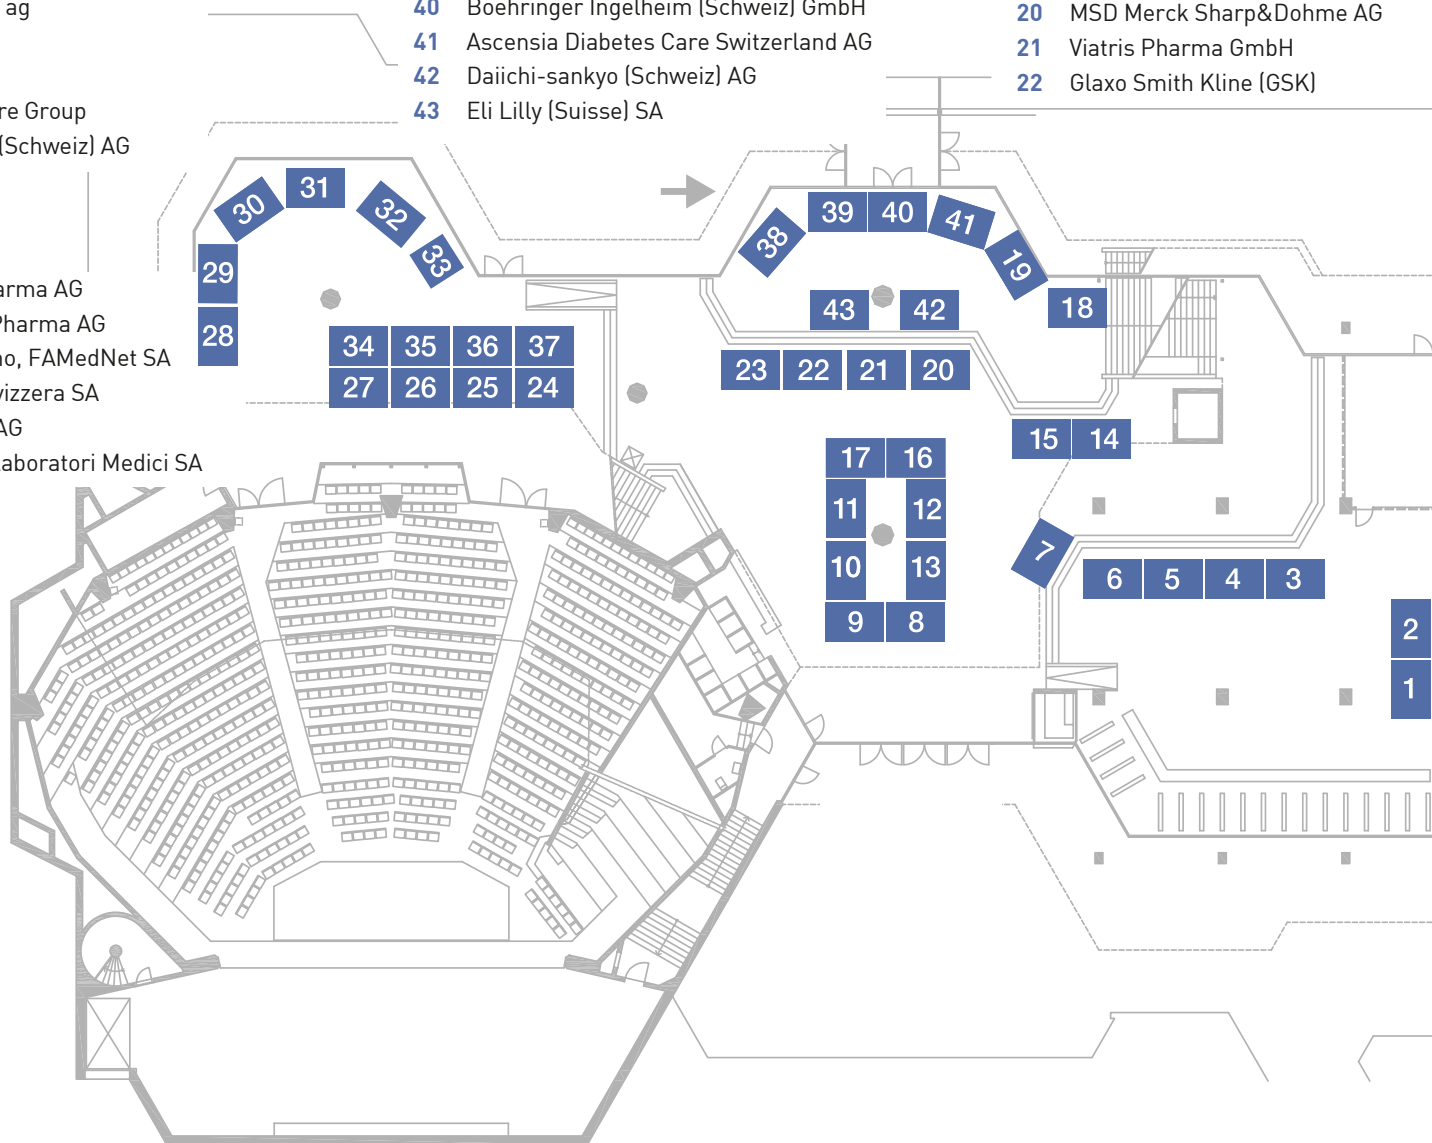 ag
re Group
(Schweiz) AG
arma AG
Pharma AG
no, FAMedNet SA
vizzera SA
AG
Laboratori Medici SA
40 Boehringer Ingelheim (Schweiz) GmbH
41 Ascensia Diabetes Care Switzerland AG
42 Daiichi-sankyo (Schweiz) AG
43 Eli Lilly (Suisse) SA
20 MSD Merck Sharp&Dohme AG
21 Viatris Pharma GmbH
22 Glaxo Smith Kline (GSK)
30 31 32 33
29
28
34 35 36 37
27 26 25 24
38 39 40 41 19
43 42 18
23 22 21 20
15 14
17 16
11 12
10 13
9 8
7
6 5 4 3
2
1